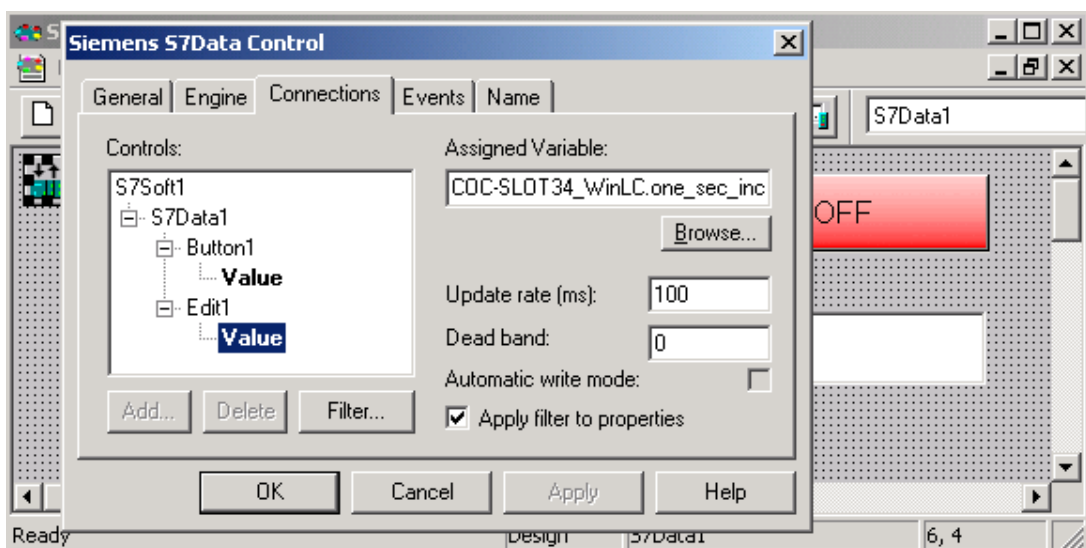 S
Siemens S7Data Control
General Engine Connections Events Name
S7Data1
Controls:
S7Soft1
S7Data1
Button1
Value
Edit1
Value
Add... Delete Filter...
Assigned Variable:
COC-SLOT34_WinLC.one_sec_inc
Browse...
Update rate (ms): 100
Dead band: 0
Automatic write mode:
Apply filter to properties
OFF
OK Cancel Apply Help
Ready Design S7Data1 6, 4